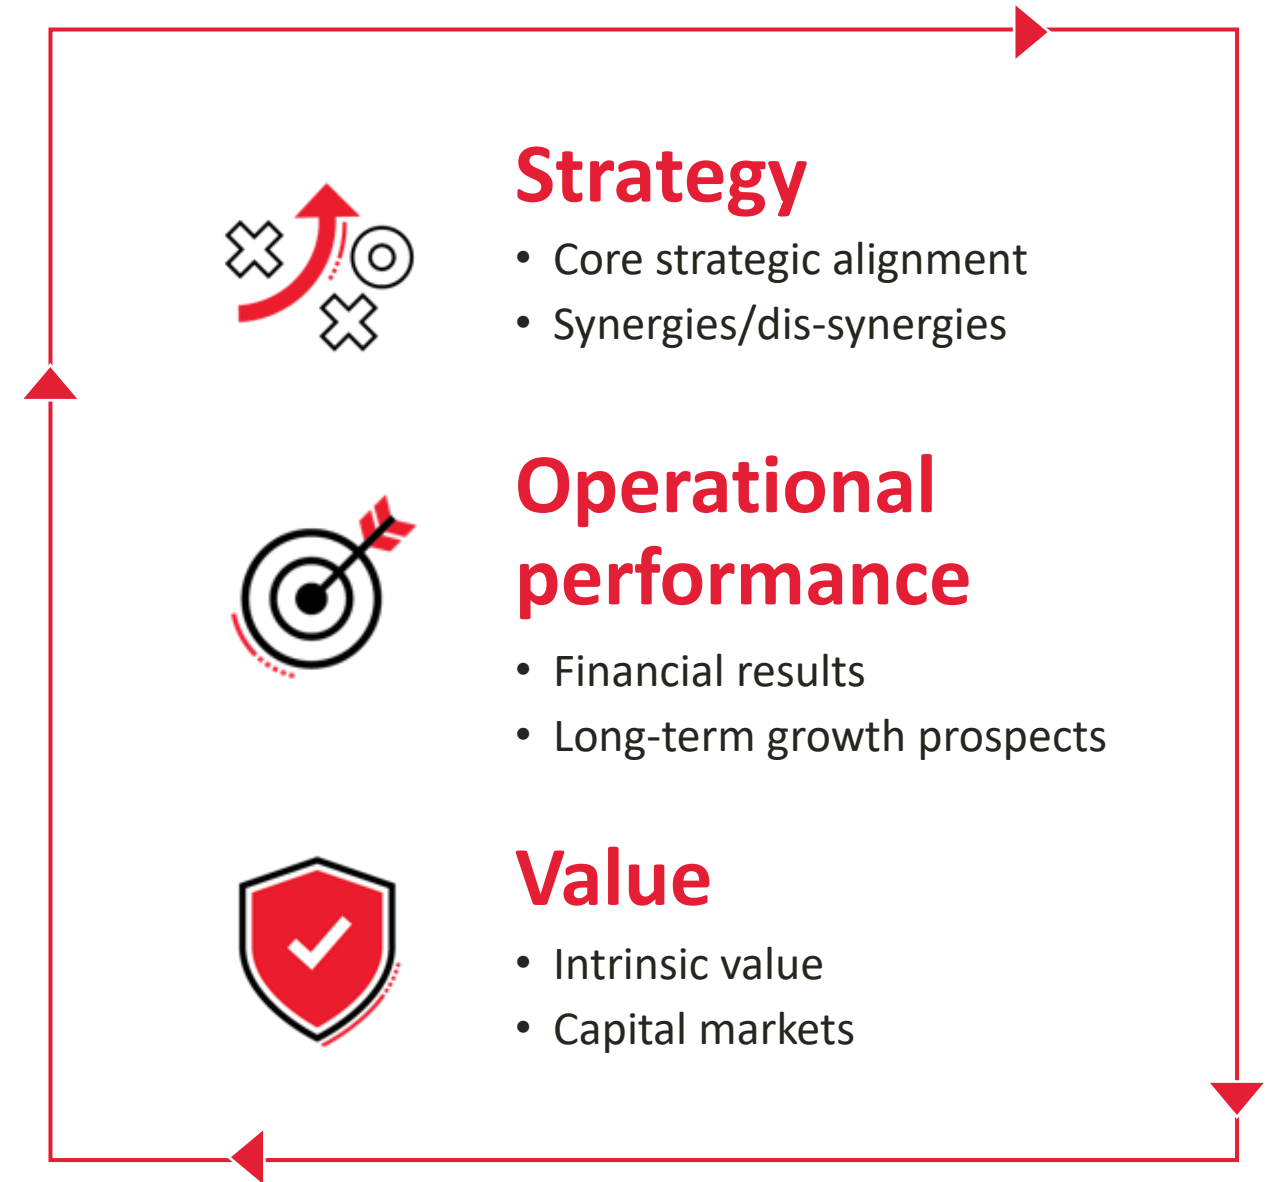 Strategy
• Core strategic alignment
• Synergies/dis-synergies
Operational
performance
• Financial results
• Long-term growth prospects
Value
• Intrinsic value
• Capital markets